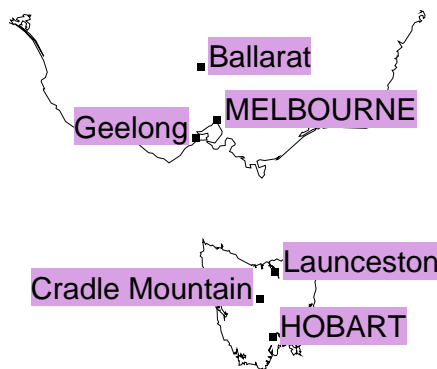 Ballarat
MELBOURNE
Geelong
Launceston
Cradle Mountain
HOBART